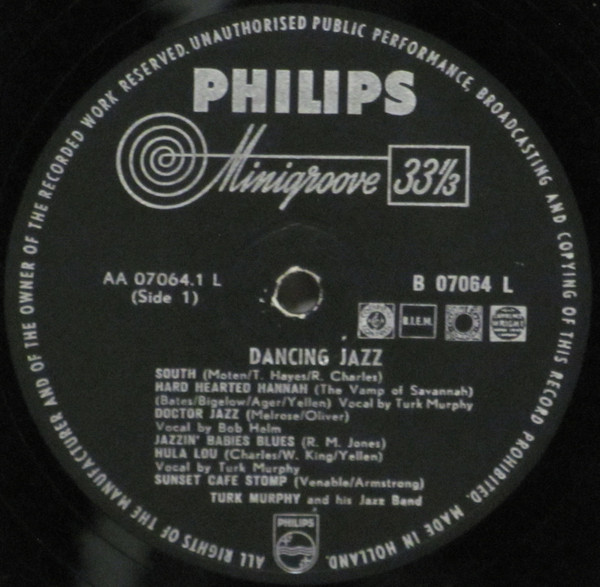 ALL RIGHTS OF THE MANUFACTURER AND OF THE OWNER OF THE RECORDED WORK RESERVED. UNAUTHORISED PUBLIC PERFORMANCE, BROADCASTING AND COPYING OF THIS RECORD PROHIBITED. MADE IN HOLLAND.
PHILIPS
Minigroove 33 1/3
AA 07064.1 L
(Side 1)
B 07064 L
B.I.E.M.
DANCING JAZZ
SOUTH (Moten/T. Hayes/R. Charles)
HARD HEARTED HANNAH (The Vamp of Savannah)
(Bates/Bigelow/Ager/Yellen) Vocal by Turk Murphy
DOCTOR JAZZ (Melrose/Oliver)
Vocal by Bob Helm
JAZZIN' BABIES BLUES (R. M. Jones)
HULA LOU (Charles/W. King/Yellen)
Vocal by Turk Murphy
SUNSET CAFE STOMP (Venable/Armstrong)
TURK MURPHY and his Jazz Band
PHILIPS